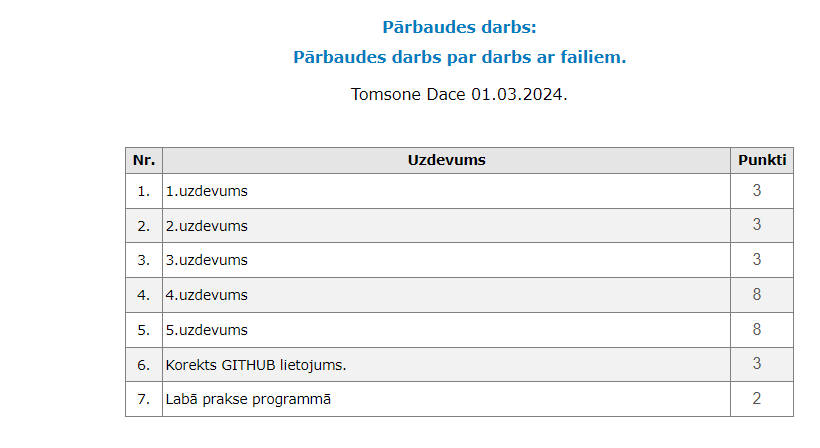 Pārbaudes darbs:
Pārbaudes darbs par darbs ar failiem.
Tomsone Dace 01.03.2024.
Nr. Uzdevums Punkti
1. 1.uzdevums 3
2. 2.uzdevums 3
3. 3.uzdevums 3
4. 4.uzdevums 8
5. 5.uzdevums 8
6. Korekts GITHUB lietojums. 3
7. Labā prakse programmā 2